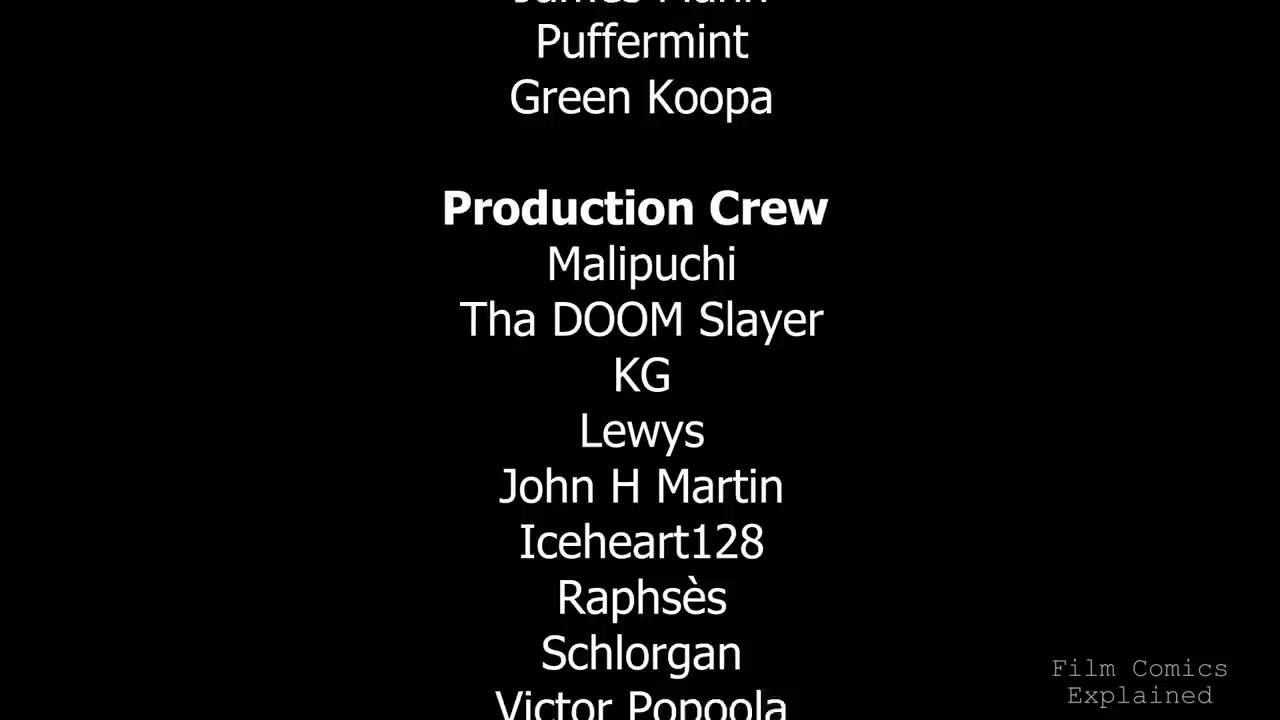 Puffermint
Green Koopa
Production Crew
Malipuchi
Tha DOOM Slayer
KG
Lewys
John H Martin
Iceheart128
Raphsès
Schlorgan
Victor Popoola
Film Comics
Explained